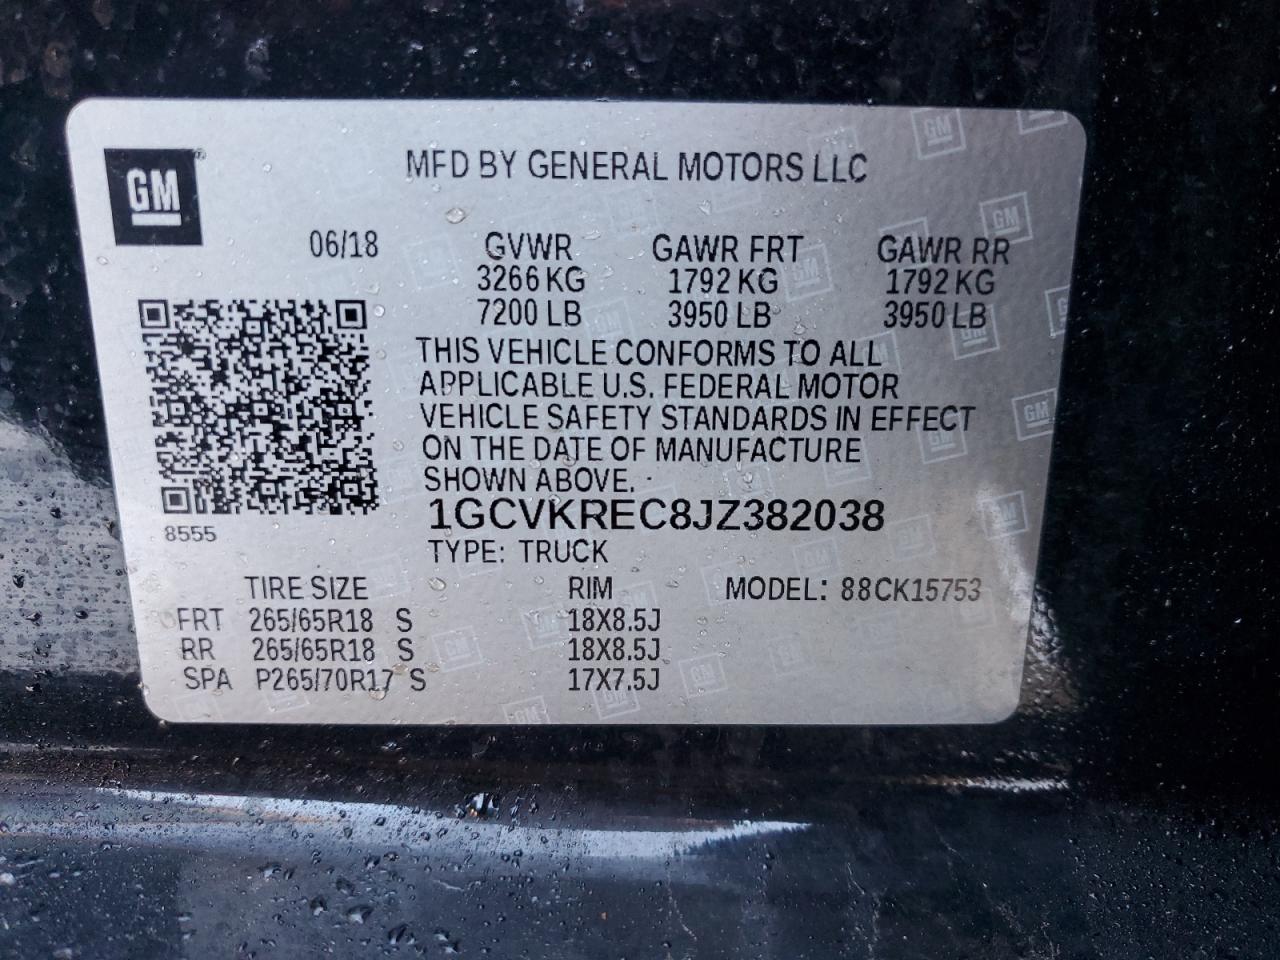 GM
MFD BY GENERAL MOTORS LLC
06/18
GVWR GAWR FRT GAWR RR
3266 KG 1792 KG 1792 KG
7200 LB 3950 LB 3950 LB
THIS VEHICLE CONFORMS TO ALL
APPLICABLE U.S. FEDERAL MOTOR
VEHICLE SAFETY STANDARDS IN EFFECT
ON THE DATE OF MANUFACTURE
SHOWN ABOVE.
1GCVKREC8JZ382038
8555
TYPE: TRUCK
TIRE SIZE RIM MODEL: 88CK15753
FRT 265/65R18 S 18X8.5J
RR 265/65R18 S 18X8.5J
SPA P265/70R17 S 17X7.5J